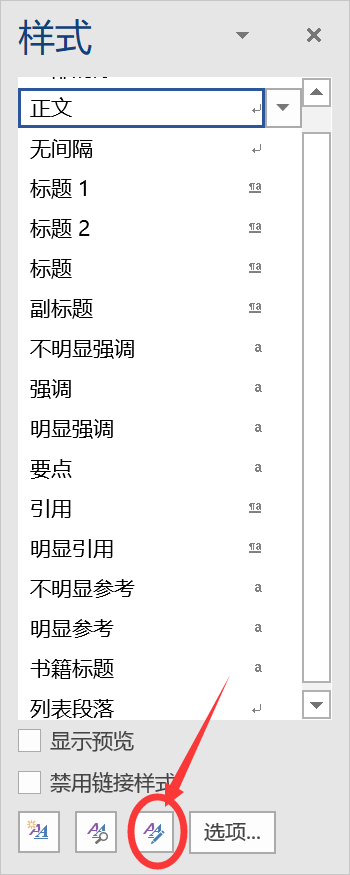 样式
正文
无间隔
标题 1
标题 2
标题
副标题
不明显强调
强调
明显强调
要点
引用
明显引用
不明显参考
明显参考
书籍标题
列表段落
显示预览
禁用链接样式
选项...